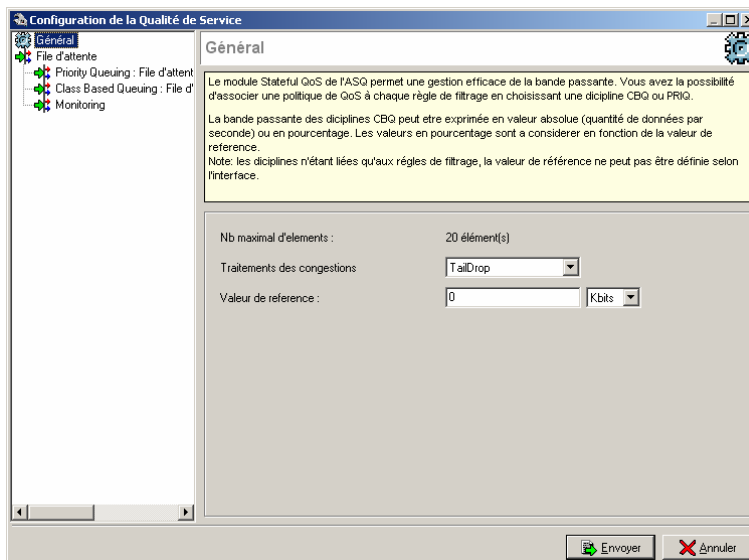 Configuration de la Qualité de Service
Général
File d'attente
Priority Queuing : File d'attent
Class Based Queuing : File d'
Monitoring
Général
Le module Stateful QoS de l'ASQ permet une gestion efficace de la bande passante. Vous avez la possibilité
d'associer une politique de QoS à chaque règle de filtrage en choisissant une dicipline CBQ ou PRIQ.
La bande passante des diciplines CBQ peut etre exprimée en valeur absolue (quantité de données par
seconde) ou en pourcentage. Les valeurs en pourcentage sont a considerer en fonction de la valeur de
reference.
Note: les diciplines n'étant liées qu'aux régles de filtrage, la valeur de référence ne peut pas être définie selon
l'interface.
Nb maximal d'elements : 20 élément(s)
Traitements des congestions TailDrop
Valeur de reference : 0 Kbits
Envoyer Annuler